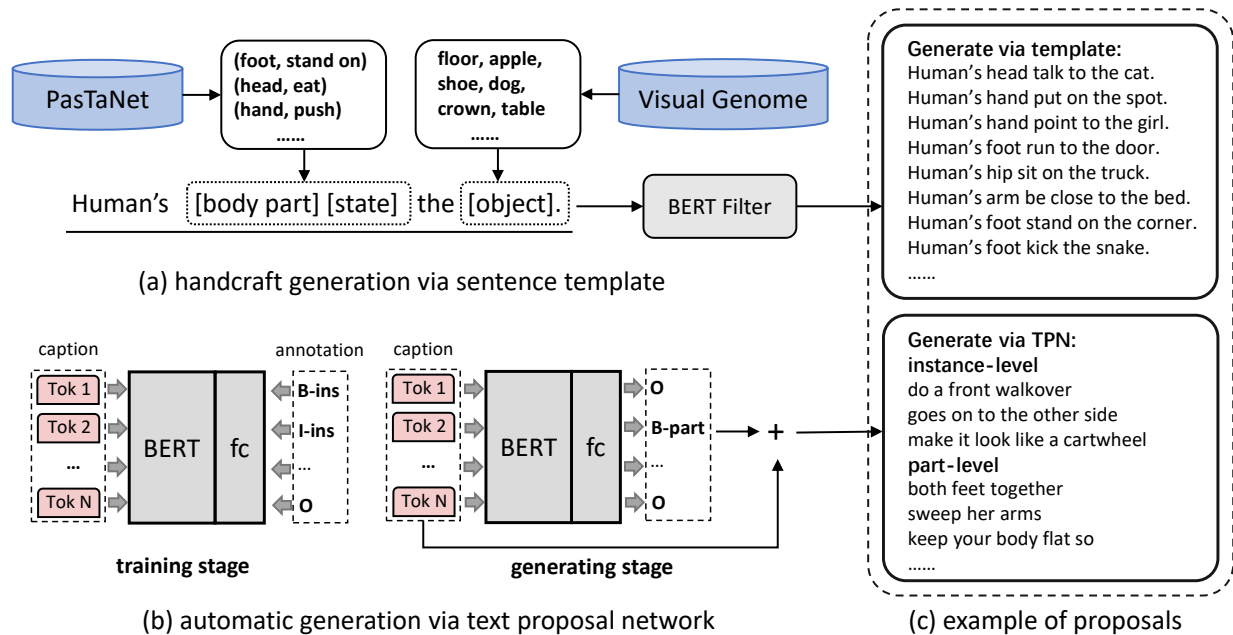 PasTaNet
(foot, stand on)
(head, eat)
(hand, push)
......
floor, apple,
shoe, dog,
crown, table
......
Visual Genome
Human's [body part] [state] the [object].
BERT Filter
(a) handcraft generation via sentence template
Generate via template:
Human's head talk to the cat.
Human's hand put on the spot.
Human's hand point to the girl.
Human's foot run to the door.
Human's hip sit on the truck.
Human's arm be close to the bed.
Human's foot stand on the corner.
Human's foot kick the snake.
......
caption
Tok 1
Tok 2
...
Tok N
BERT
fc
annotation
B-ins
I-ins
...
O
training stage
caption
Tok 1
Tok 2
...
Tok N
BERT
fc
O
B-part
...
O
+
generating stage
(b) automatic generation via text proposal network
Generate via TPN:
instance-level
do a front walkover
goes on to the other side
make it look like a cartwheel
part-level
both feet together
sweep her arms
keep your body flat so
......
(c) example of proposals